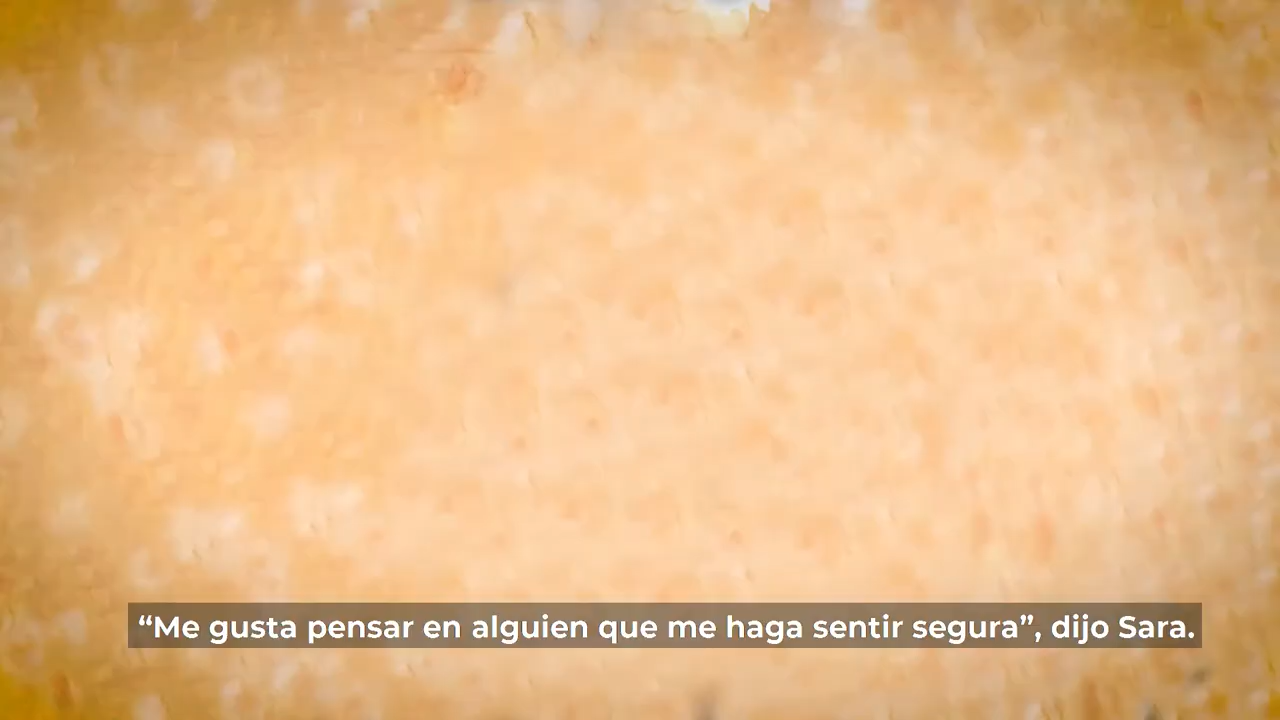 “Me gusta pensar en alguien que me haga sentir segura”, dijo Sara.